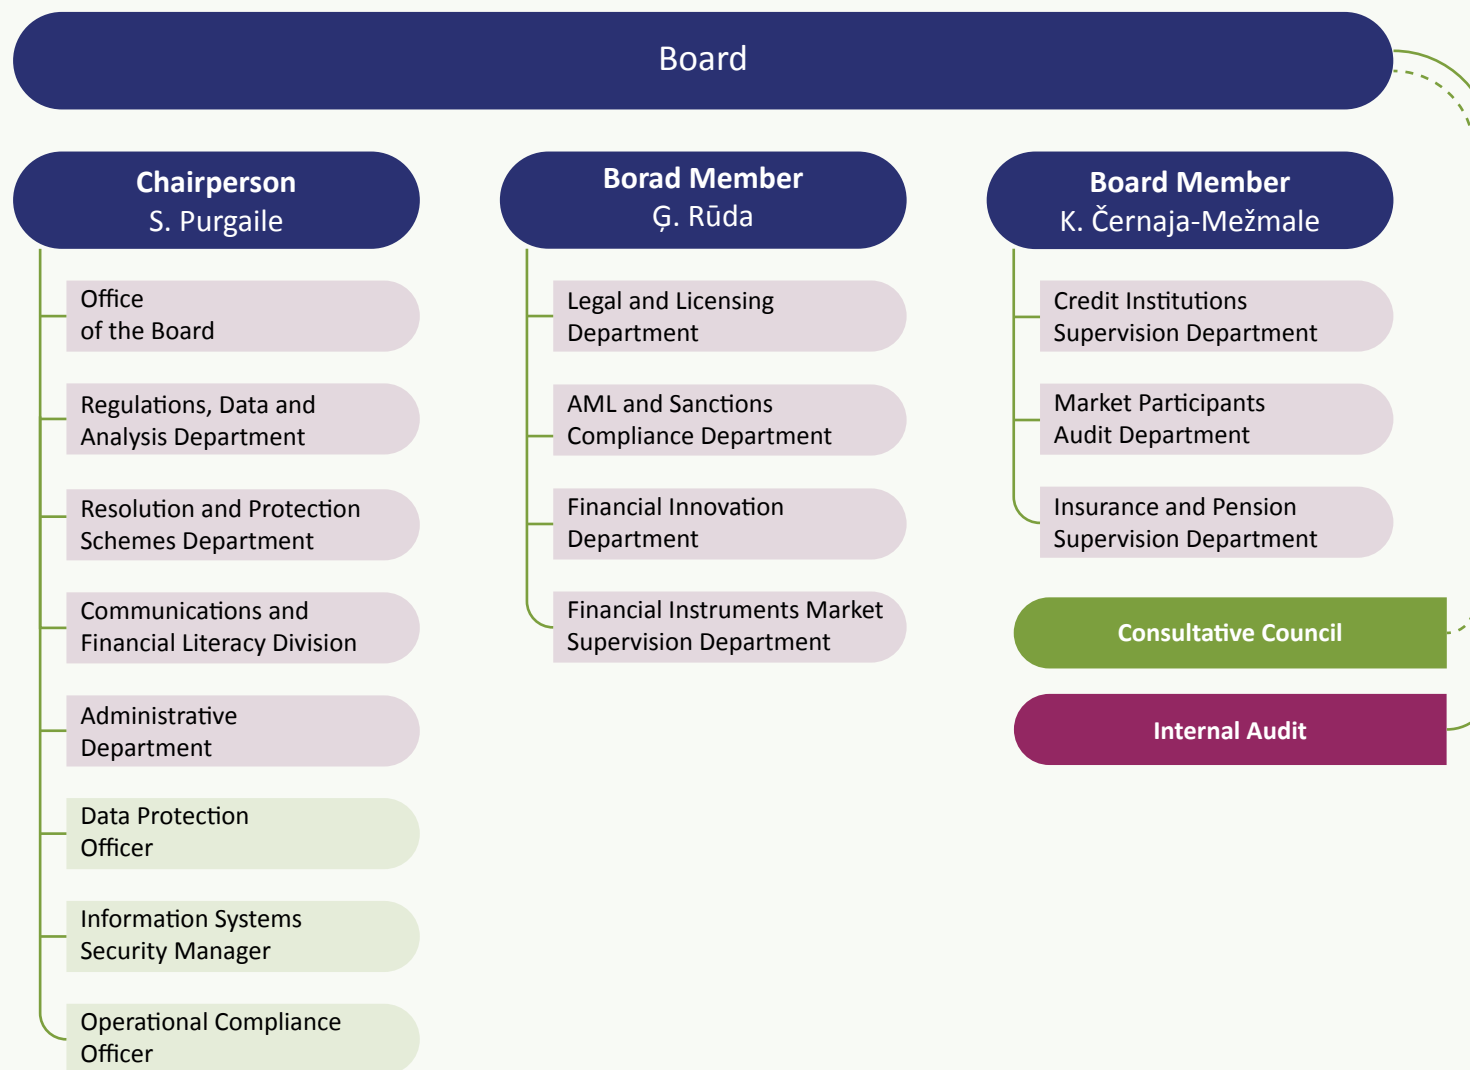 Board
Chairperson
S. Purgaile
Office
of the Board
Regulations, Data and
Analysis Department
Resolution and Protection
Schemes Department
Communications and
Financial Literacy Division
Administrative
Department
Data Protection
Officer
Information Systems
Security Manager
Operational Compliance
Officer
Borad Member
Ģ. Rūda
Legal and Licensing
Department
AML and Sanctions
Compliance Department
Financial Innovation
Department
Financial Instruments Market
Supervision Department
Board Member
K. Černaja-Mežmale
Credit Institutions
Supervision Department
Market Participants
Audit Department
Insurance and Pension
Supervision Department
Consultative Council
Internal Audit